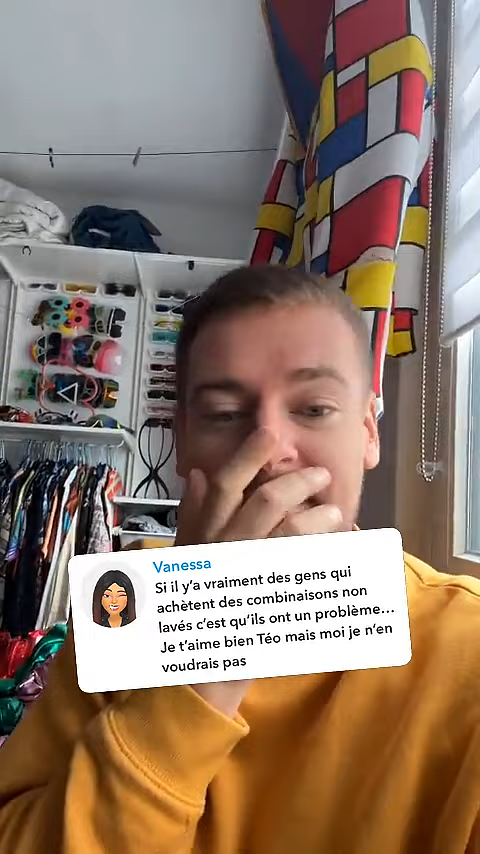 Vanessa
Si il y'a vraiment des gens qui
achètent des combinaisons non
lavés c'est qu'ils ont un problème...
Je t'aime bien Téo mais moi je n'en
voudrais pas